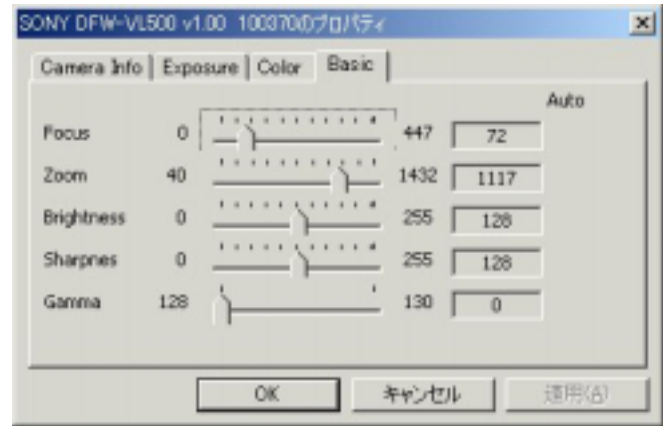 SONY DFW-VL500 v1.00 100370のプロパティ
Camera Info Exposure Color Basic
Auto
Focus 0 447 72
Zoom 40 1432 1117
Brightness 0 255 128
Sharpnes 0 255 128
Gamma 128 130 0
OK キャンセル 適用(A)